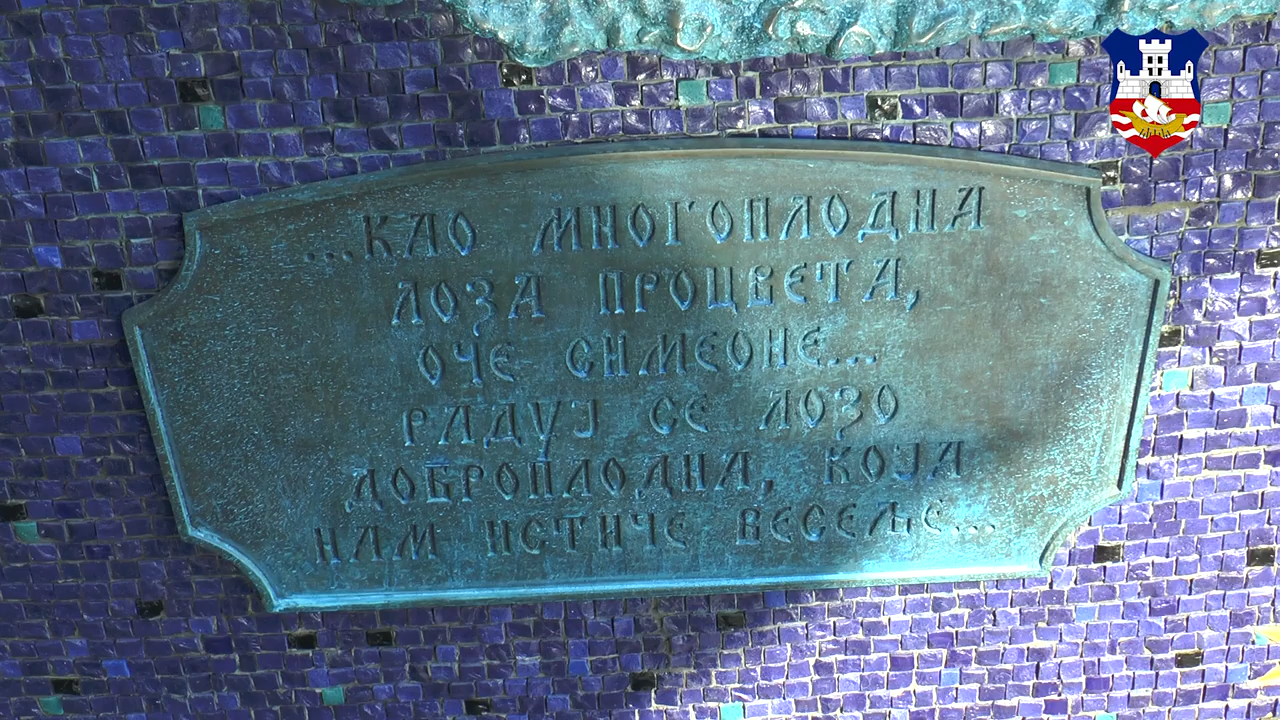 ...КАО МНОГОПЛОДНА
ЛОЗА ПРОЦВЕТА,
ОЧЕ СИМЕОНЕ...
РАДУЈ СЕ ЛОЗО
ДОБРОПЛОДНА, КОЈА
НАМ ИСТИЧЕ ВЕСЕЉЕ...